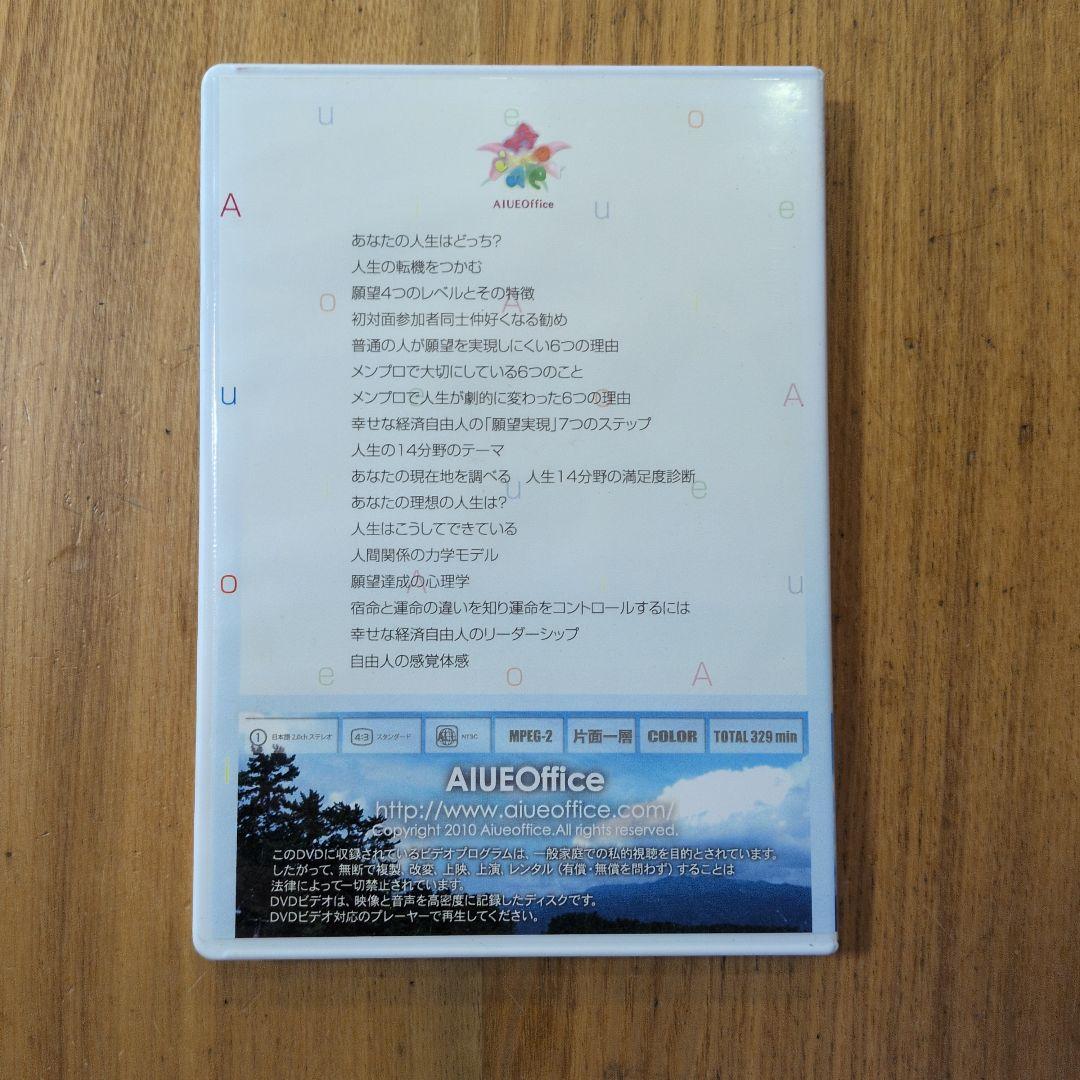 u e o
AIUEOffice
A i u e
あなたの人生はどっち?
人生の転機をつかむ
願望4つのレベルとその特徴
o A i
初対面参加者同士仲好くなる勧め
普通の人が願望を実現しにくい6つの理由
メンプロで大切にしている6つのこと
メンプロで人生が劇的に変わった6つの理由
u e o A
幸せな経済自由人の「願望実現」7つのステップ
人生の14分野のテーマ
あなたの現在地を調べる 人生14分野の満足度診断
i u e
あなたの理想の人生は?
人生はこうしてできている
人間関係の力学モデル
願望達成の心理学
o A i u
宿命と運命の違いを知り運命をコントロールするには
幸せな経済自由人のリーダーシップ
自由人の感覚体感
e o A
1 日本語 2.0ch ステレオ 4:3 スタンダード ALL NTSC MPEG-2 片面一層 COLOR TOTAL 329 min
i
AIUEOffice
http://www.aiueoffice.com/
Copyright 2010 Aiueoffice.All rights reserved.
このDVDに収録されているビデオプログラムは、一般家庭での私的視聴を目的とされています。
したがって、無断で複製、改変、上映、上演、レンタル（有償・無償を問わず）することは
法律によって一切禁止されています。
DVDビデオは、映像と音声を高密度に記録したディスクです。
DVDビデオ対応のプレーヤーで再生してください。